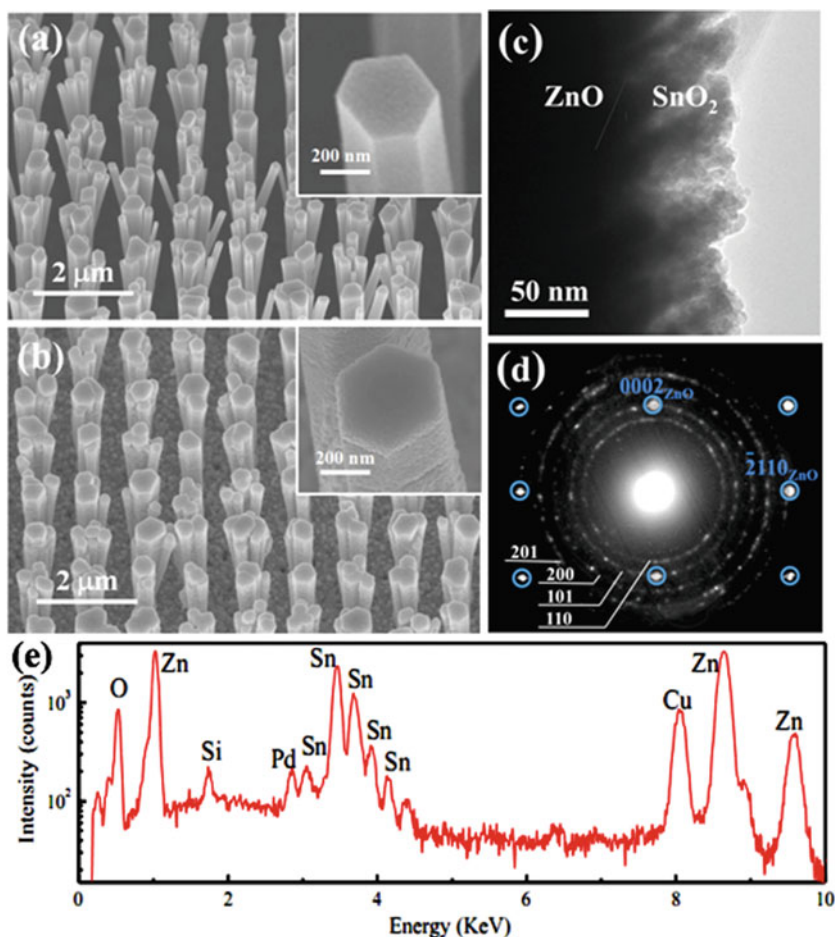 (a)
200 nm
2 μm
(b)
200 nm
2 μm
(c)
ZnO
SnO₂
50 nm
(d)
0002ZnO
2̄110ZnO
201
200
101
110
(e)
Intensity (counts)
10³
10²
O
Zn
Si
Pd
Sn
Sn
Sn
Sn
Sn
Cu
Zn
Zn
0
2
4
6
8
10
Energy (KeV)